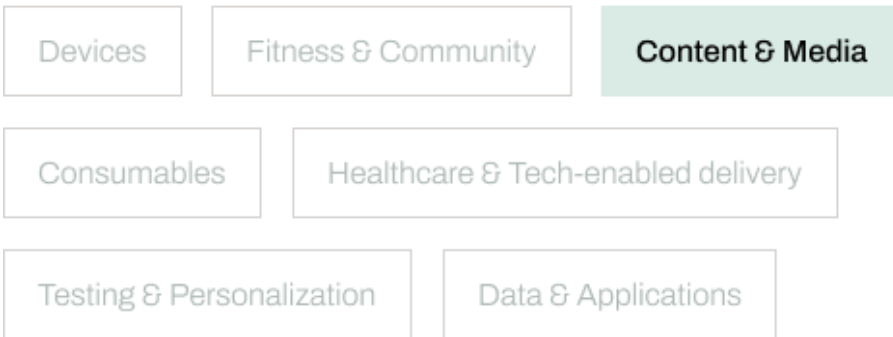 Devices Fitness & Community Content & Media
Consumables Healthcare & Tech-enabled delivery
Testing & Personalization Data & Applications